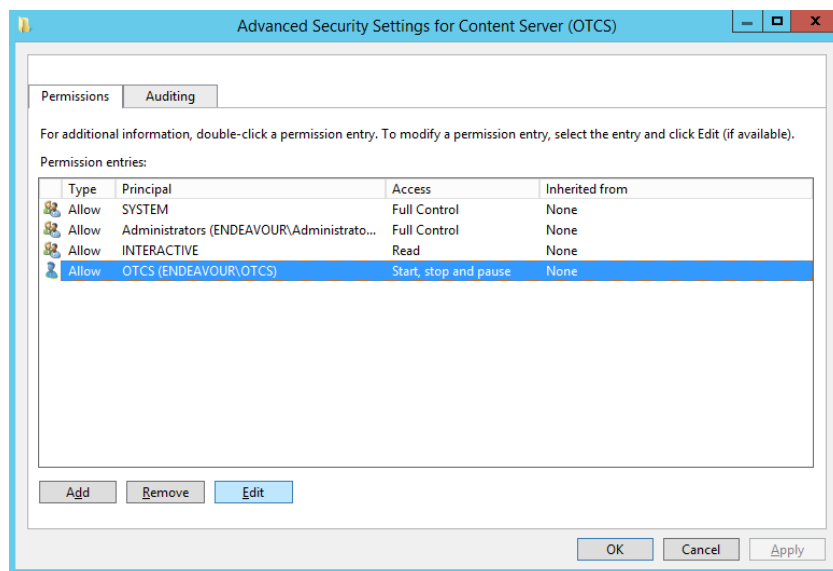 Advanced Security Settings for Content Server (OTCS)
Permissions Auditing
For additional information, double-click a permission entry. To modify a permission entry, select the entry and click Edit (if available).
Permission entries:
Type Principal Access Inherited from
Allow SYSTEM Full Control None
Allow Administrators (ENDEAVOUR\Administrato... Full Control None
Allow INTERACTIVE Read None
Allow OTCS (ENDEAVOUR\OTCS) Start, stop and pause None
Add Remove Edit
OK Cancel Apply